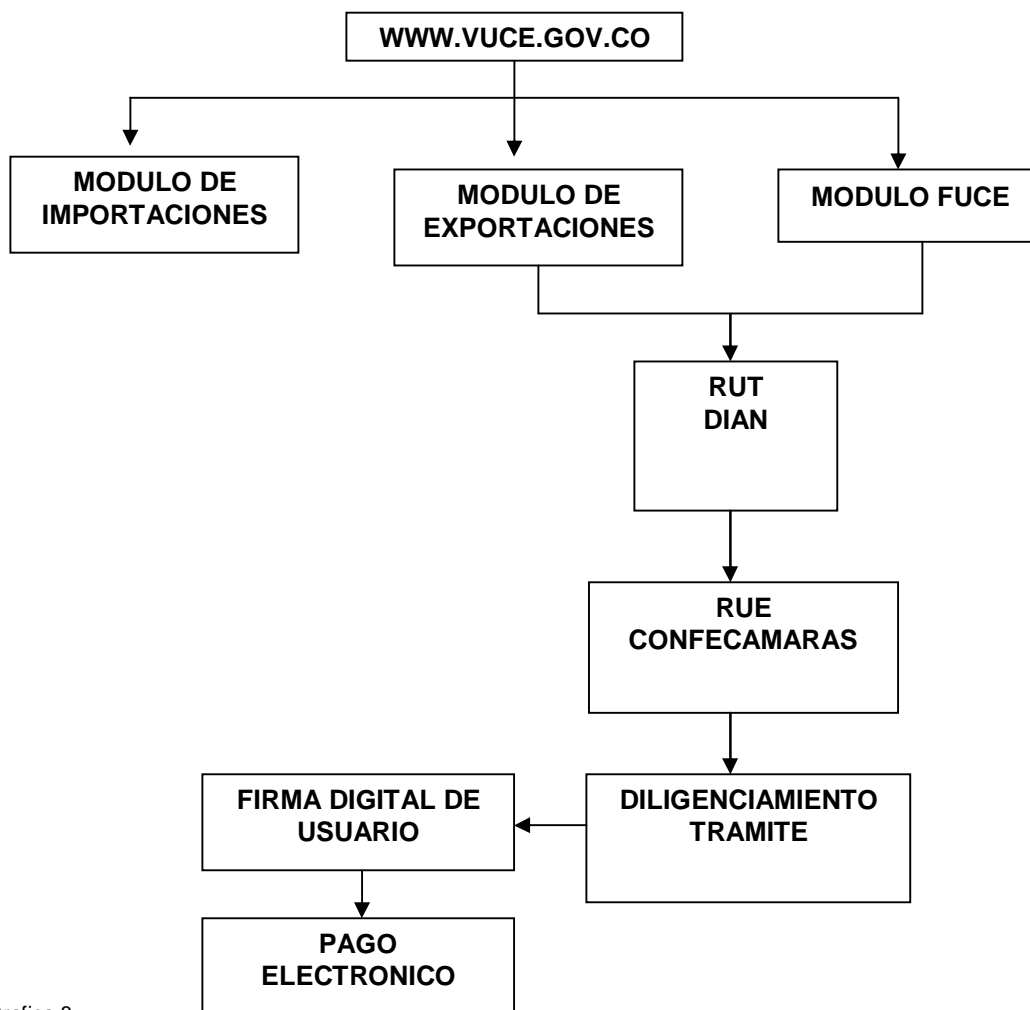 WWW.VUCE.GOV.CO
MODULO DE
IMPORTACIONES
MODULO DE
EXPORTACIONES
MODULO FUCE
RUT
DIAN
RUE
CONFECAMARAS
DILIGENCIAMIENTO
TRAMITE
FIRMA DIGITAL DE
USUARIO
PAGO
ELECTRONICO